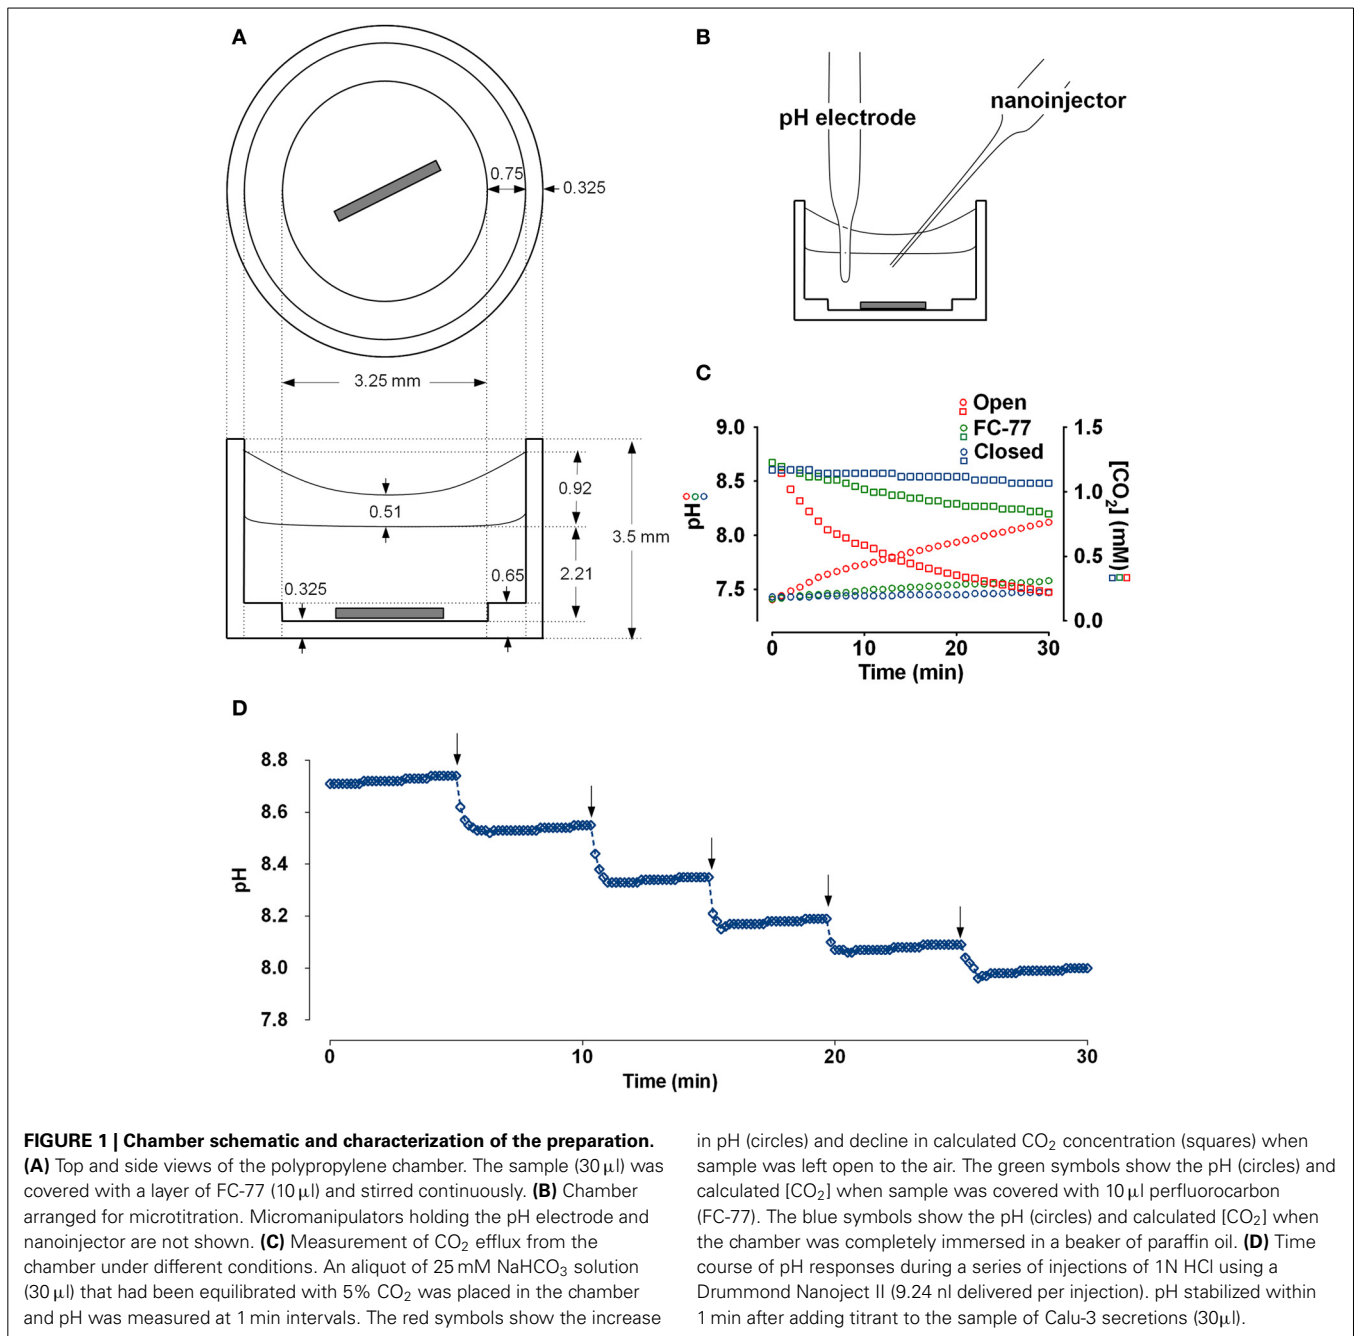 A
0.75
0.325
3.25 mm
0.92
0.51
3.5 mm
2.21
0.65
0.325
B
pH electrode
nanoinjector
C
Open
FC-77
Closed
9.0
8.5
8.0
7.5
pH
1.5
1.0
0.5
0.0
[CO2] (mM)
0
10
20
30
Time (min)
D
8.8
8.6
8.4
8.2
8.0
7.8
pH
0
10
20
30
Time (min)
FIGURE 1 | Chamber schematic and characterization of the preparation.
(A) Top and side views of the polypropylene chamber. The sample (30 μl) was
covered with a layer of FC-77 (10 μl) and stirred continuously. (B) Chamber
arranged for microtitration. Micromanipulators holding the pH electrode and
nanoinjector are not shown. (C) Measurement of CO2 efflux from the
chamber under different conditions. An aliquot of 25 mM NaHCO3 solution
(30 μl) that had been equilibrated with 5% CO2 was placed in the chamber
and pH was measured at 1 min intervals. The red symbols show the increase
in pH (circles) and decline in calculated CO2 concentration (squares) when
sample was left open to the air. The green symbols show the pH (circles) and
calculated [CO2] when sample was covered with 10 μl perfluorocarbon
(FC-77). The blue symbols show the pH (circles) and calculated [CO2] when
the chamber was completely immersed in a beaker of paraffin oil. (D) Time
course of pH responses during a series of injections of 1N HCl using a
Drummond Nanoject II (9.24 nl delivered per injection). pH stabilized within
1 min after adding titrant to the sample of Calu-3 secretions (30μl).